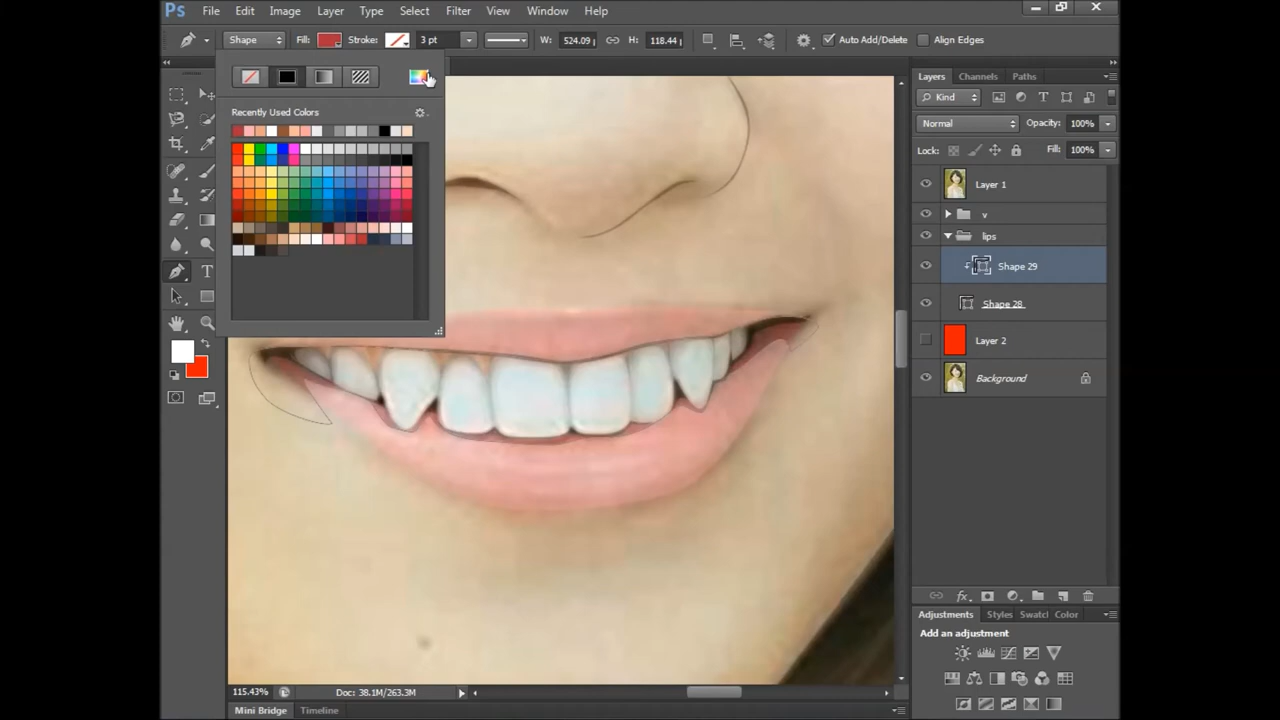 Ps File Edit Image Layer Type Select Filter View Window Help
Shape Fill: Stroke: 3 pt W: 524.09 H: 118.44 Auto Add/Delete Align Edges
Recently Used Colors
Layers Channels Paths
Kind
Normal Opacity: 100%
Lock: Fill: 100%
Layer 1
v
lips
Shape 29
Shape 28
Layer 2
Background
T
fx
Adjustments Styles Swatcl Color
Add an adjustment
115.43% Doc: 38.1M/263.3M
Mini Bridge Timeline